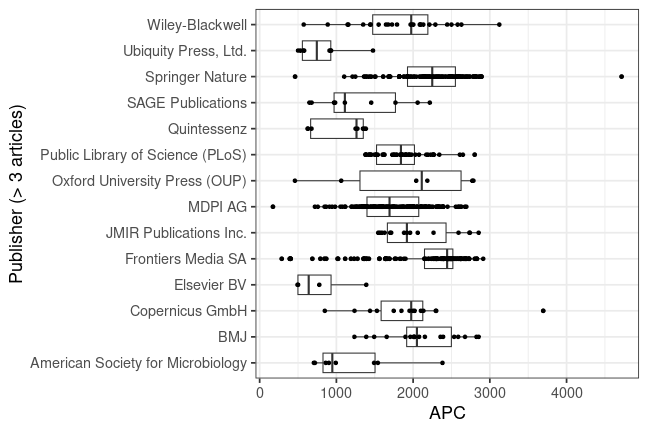 Publisher (> 3 articles)
Wiley-Blackwell
Ubiquity Press, Ltd.
Springer Nature
SAGE Publications
Quintessenz
Public Library of Science (PLoS)
Oxford University Press (OUP)
MDPI AG
JMIR Publications Inc.
Frontiers Media SA
Elsevier BV
Copernicus GmbH
BMJ
American Society for Microbiology
0 1000 2000 3000 4000
APC